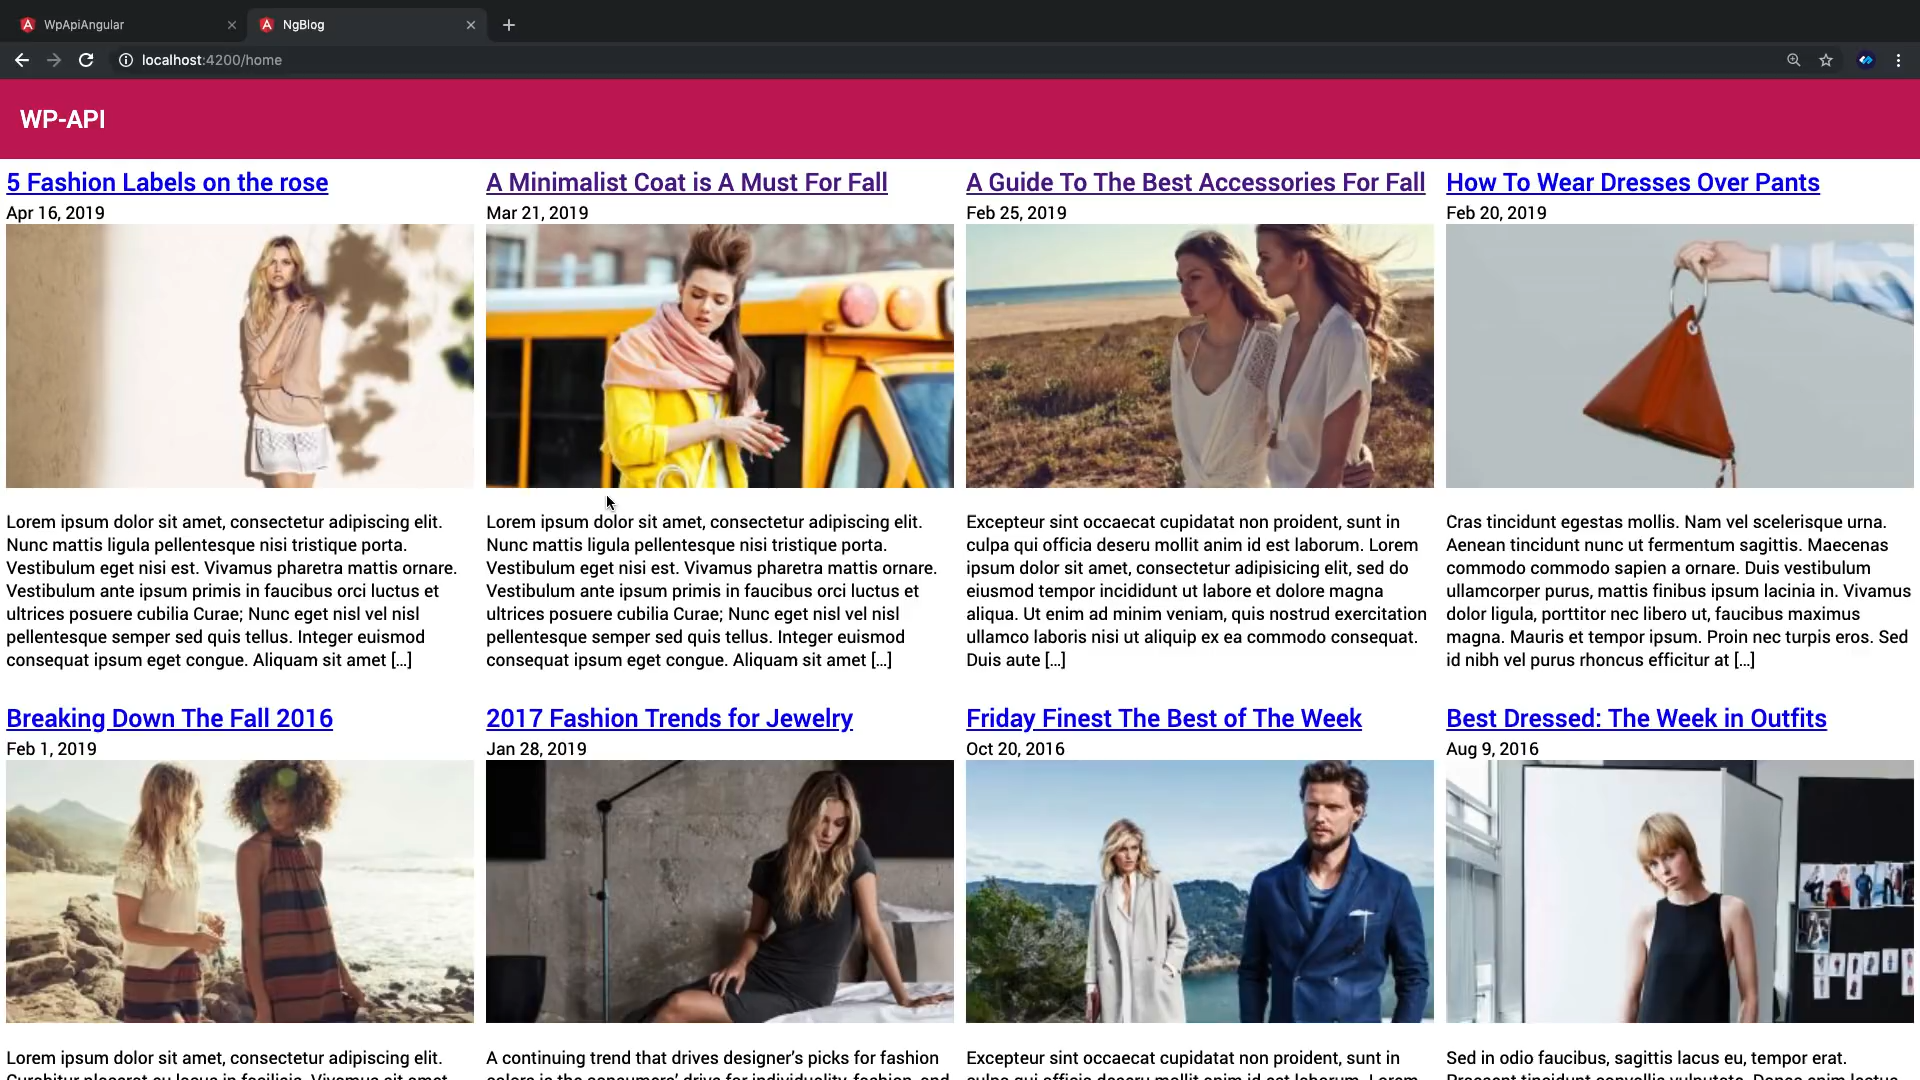 WpApiAngular
NgBlog
localhost:4200/home
WP-API
5 Fashion Labels on the rose
Apr 16, 2019
Lorem ipsum dolor sit amet, consectetur adipiscing elit.
Nunc mattis ligula pellentesque nisi tristique porta.
Vestibulum eget nisi est. Vivamus pharetra mattis ornare.
Vestibulum ante ipsum primis in faucibus orci luctus et
ultrices posuere cubilia Curae; Nunc eget nisl vel nisl
pellentesque semper sed quis tellus. Integer euismod
consequat ipsum eget congue. Aliquam sit amet […]
A Minimalist Coat is A Must For Fall
Mar 21, 2019
Lorem ipsum dolor sit amet, consectetur adipiscing elit.
Nunc mattis ligula pellentesque nisi tristique porta.
Vestibulum eget nisi est. Vivamus pharetra mattis ornare.
Vestibulum ante ipsum primis in faucibus orci luctus et
ultrices posuere cubilia Curae; Nunc eget nisl vel nisl
pellentesque semper sed quis tellus. Integer euismod
consequat ipsum eget congue. Aliquam sit amet […]
A Guide To The Best Accessories For Fall
Feb 25, 2019
Excepteur sint occaecat cupidatat non proident, sunt in
culpa qui officia deseru mollit anim id est laborum. Lorem
ipsum dolor sit amet, consectetur adipisicing elit, sed do
eiusmod tempor incididunt ut labore et dolore magna
aliqua. Ut enim ad minim veniam, quis nostrud exercitation
ullamco laboris nisi ut aliquip ex ea commodo consequat.
Duis aute […]
How To Wear Dresses Over Pants
Feb 20, 2019
Cras tincidunt egestas mollis. Nam vel scelerisque urna.
Aenean tincidunt nunc ut fermentum sagittis. Maecenas
commodo commodo sapien a ornare. Duis vestibulum
ullamcorper purus, mattis finibus ipsum lacinia in. Vivamus
dolor ligula, porttitor nec libero ut, faucibus maximus
magna. Mauris et tempor ipsum. Proin nec turpis eros. Sed
id nibh vel purus rhoncus efficitur at […]
Breaking Down The Fall 2016
Feb 1, 2019
Lorem ipsum dolor sit amet, consectetur adipiscing elit.
2017 Fashion Trends for Jewelry
Jan 28, 2019
A continuing trend that drives designer's picks for fashion
Friday Finest The Best of The Week
Oct 20, 2016
Excepteur sint occaecat cupidatat non proident, sunt in
Best Dressed: The Week in Outfits
Aug 9, 2016
Sed in odio faucibus, sagittis lacus eu, tempor erat.